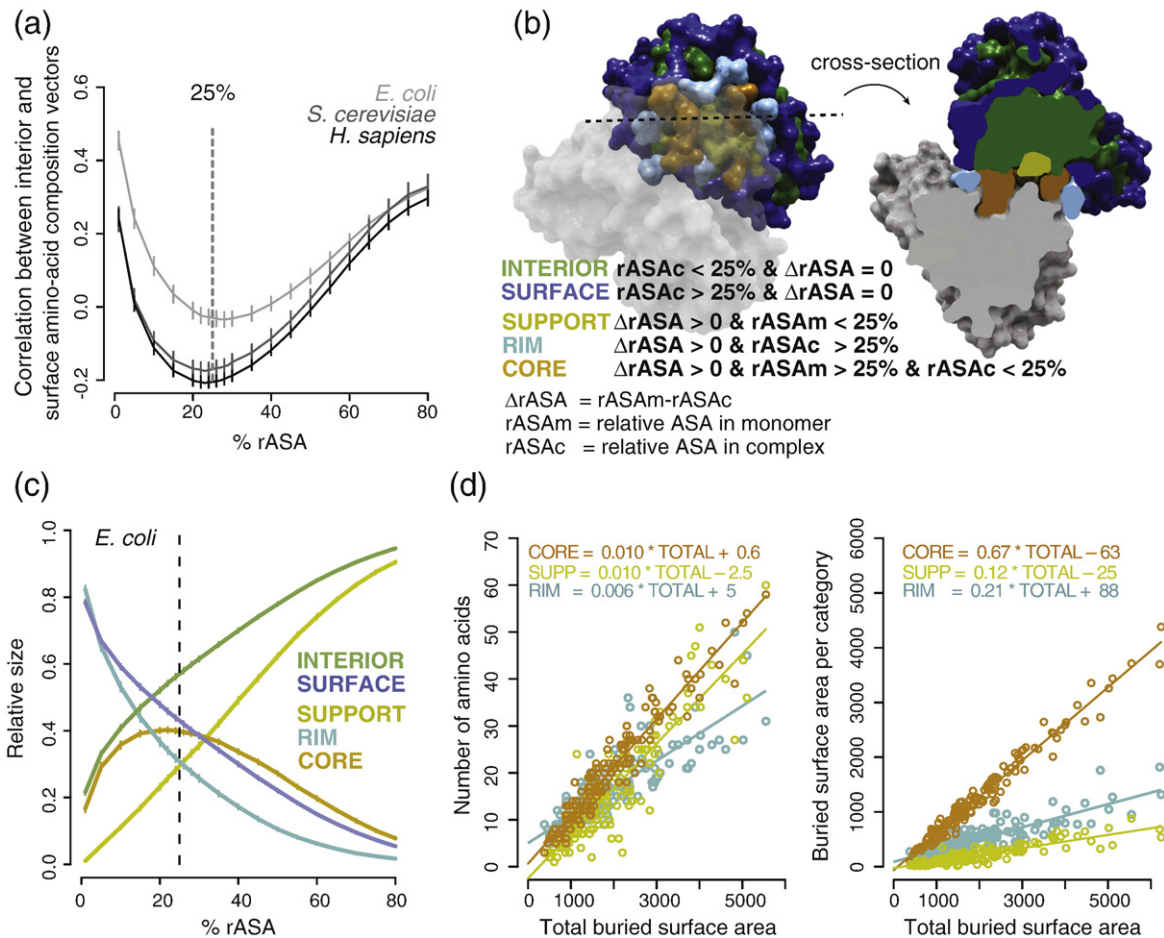 (a)
Correlation between interior and
surface amino-acid composition vectors
0.6
0.4
0.2
0.0
-0.2
25%
E. coli
S. cerevisiae
H. sapiens
0 20 40 60 80
% rASA
(b)
cross-section
INTERIOR rASAc < 25% & ΔrASA = 0
SURFACE rASAc > 25% & ΔrASA = 0
SUPPORT ΔrASA > 0 & rASAm < 25%
RIM ΔrASA > 0 & rASAc > 25%
CORE ΔrASA > 0 & rASAm > 25% & rASAc < 25%
ΔrASA = rASAm-rASAc
rASAm = relative ASA in monomer
rASAc = relative ASA in complex
(c)
Relative size
1.0
0.8
0.6
0.4
0.2
0.0
E. coli
INTERIOR
SURFACE
SUPPORT
RIM
CORE
0 20 40 60 80
% rASA
(d)
Number of amino acids
70
60
50
40
30
20
10
0
CORE = 0.010 * TOTAL + 0.6
SUPP = 0.010 * TOTAL – 2.5
RIM = 0.006 * TOTAL + 5
0 1000 3000 5000
Total buried surface area
Buried surface area per category
6000
5000
4000
3000
2000
1000
0
CORE = 0.67 * TOTAL – 63
SUPP = 0.12 * TOTAL – 25
RIM = 0.21 * TOTAL + 88
0 1000 3000 5000
Total buried surface area